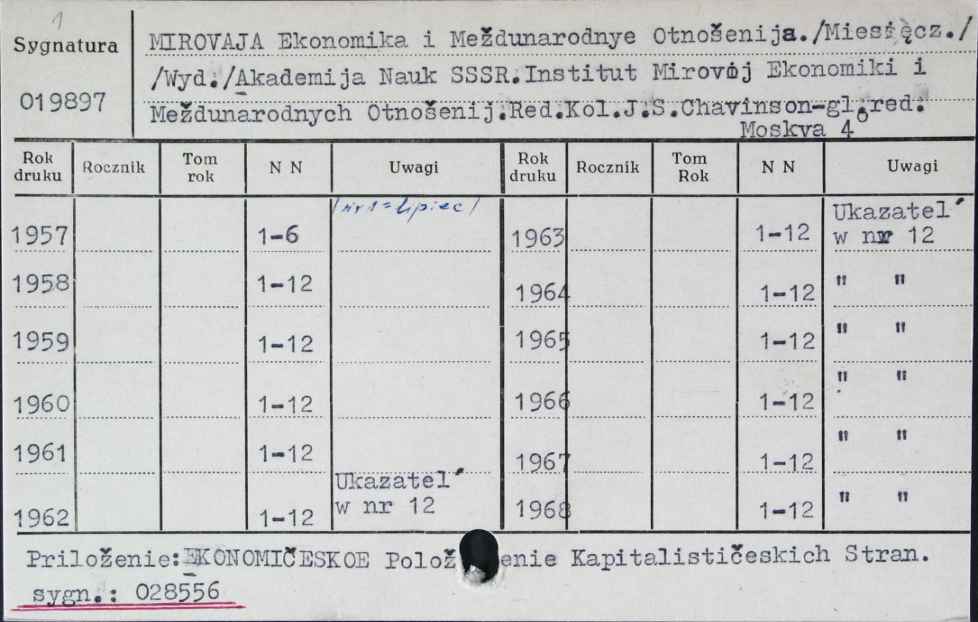 1
Sygnatura
019897
MIROVAJA Ekonomika i Meždunarodnye Otnošenija./Miesięcz./
/Wyd./Akademija Nauk SSSR.Institut Mirovoj Ekonomiki i
Meždunarodnych Otnošenij.Red.Kol.J.S.Chavinson-gł.red.
Moskva 4
Rok druku Rocznik Tom rok N N Uwagi Rok druku Rocznik Tom Rok N N Uwagi
/nr 1 = lipiec/
1957 1-6 1963 1-12 Ukazatel´ w nr 12
1958 1-12 1964 1-12 " "
1959 1-12 1965 1-12 " "
1960 1-12 1966 1-12 " "
1961 1-12 1967 1-12 " "
1962 1-12 Ukazatel´ w nr 12 1968 1-12 " "
Priloženie: EKONOMIČESKOE Položenie Kapitalističeskich Stran.
sygn.: 028556